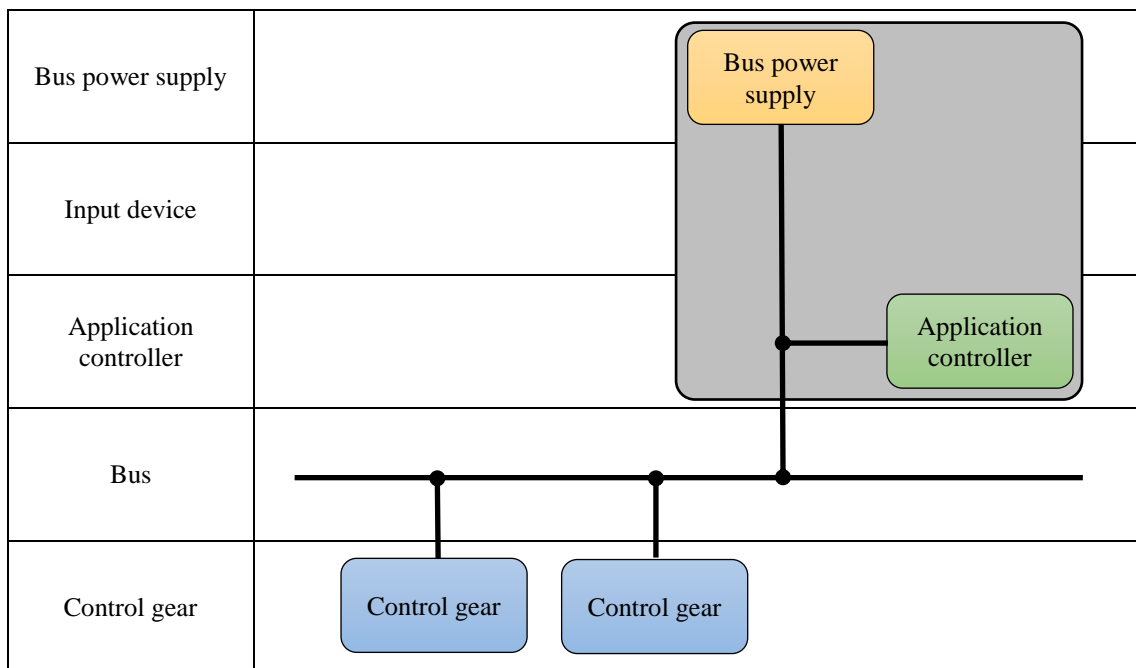 Bus power supply
Bus power
supply
Input device
Application
controller
Application
controller
Bus
Control gear
Control gear
Control gear